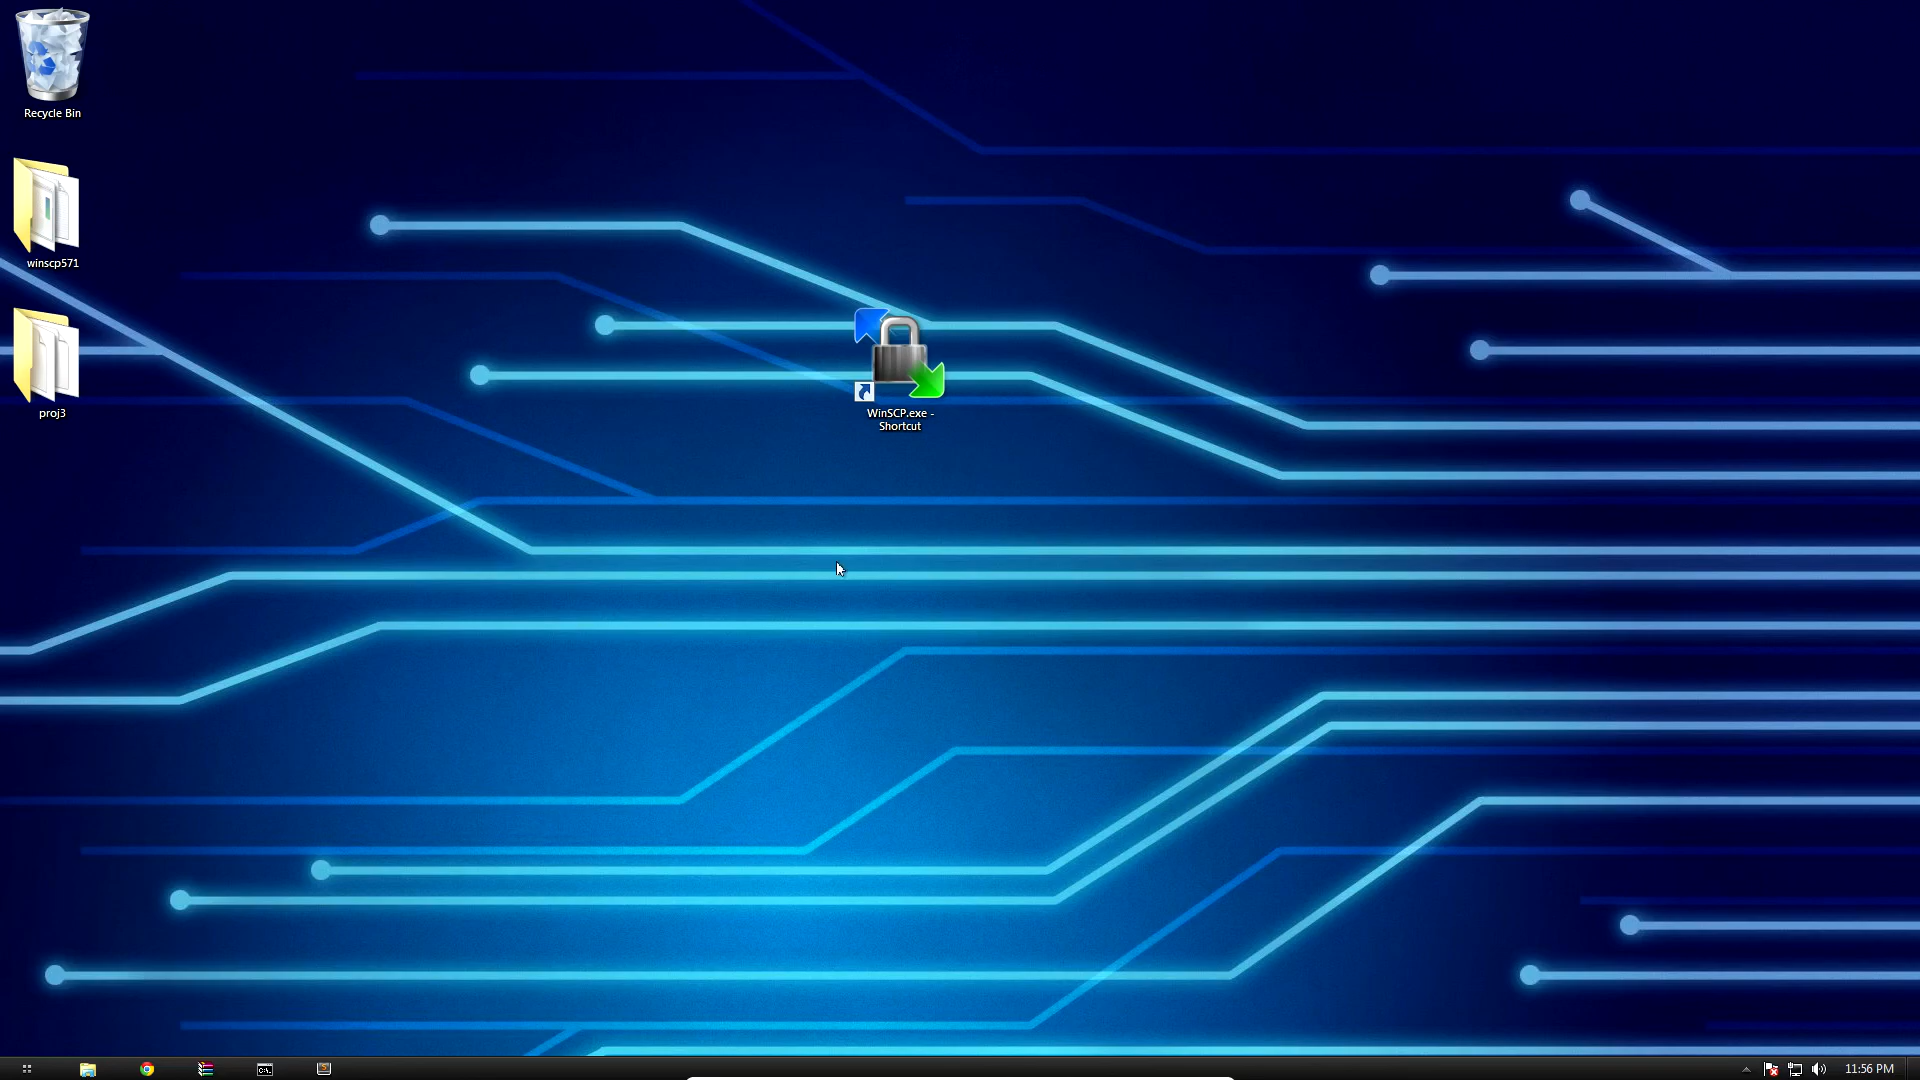 Recycle Bin
winscp571
proj3
WinSCP.exe -
Shortcut
C:\.
S
11:56 PM